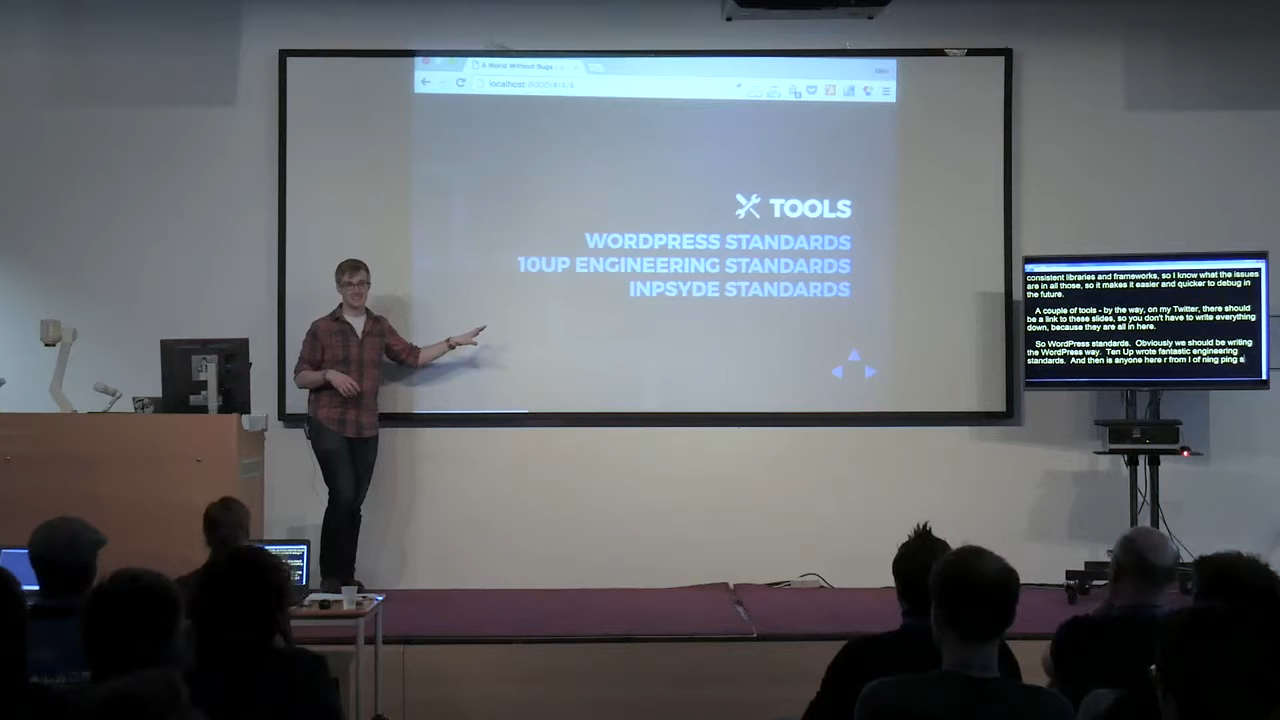 A World Without Bugs
localhost:8000/#/4/4
TOOLS
WORDPRESS STANDARDS
10UP ENGINEERING STANDARDS
INPSYDE STANDARDS
consistent libraries and frameworks, so I know what the issues
are in all those, so it makes it easier and quicker to debug in
the future.
A couple of tools - by the way, on my Twitter, there should
be a link to these slides, so you don't have to write everything
down, because they are all in here.
So WordPress standards. Obviously we should be writing
the WordPress way. Ten Up wrote fantastic engineering
standards. And then is anyone here r from I of ning ping s